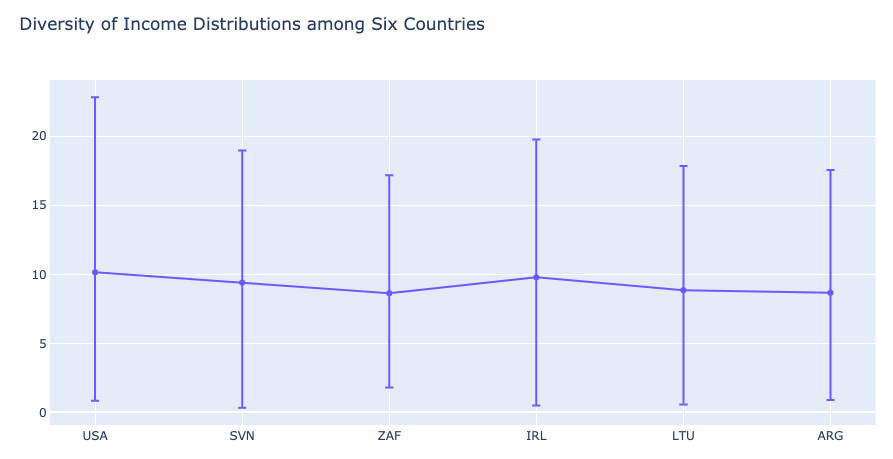 Diversity of Income Distributions among Six Countries
20
15
10
5
0
USA SVN ZAF IRL LTU ARG